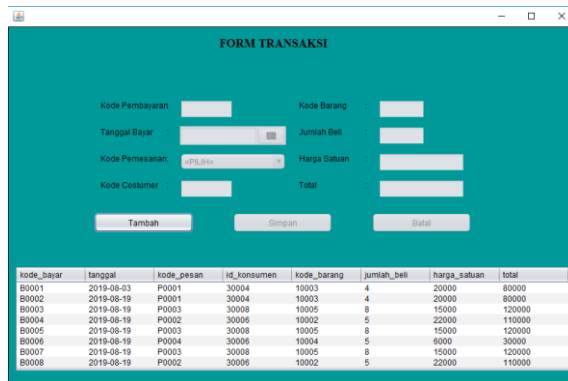 FORM TRANSAKSI
Kode Pembayaran Kode Barang :
Tanggal Bayar : Jumlah Beli :
Kode Pemesanan: =PILIH= Harga Satuan :
Kode Costumer : Total :
Tambah Simpan Batal
kode_bayar tanggal kode_pesan id_konsumen kode_barang jumlah_beli harga_satuan total
B0001 2019-08-03 P0001 30004 10003 4 20000 80000
B0002 2019-08-19 P0001 30004 10003 4 20000 80000
B0003 2019-08-19 P0003 30008 10005 8 15000 120000
B0004 2019-08-19 P0002 30006 10002 5 22000 110000
B0005 2019-08-19 P0003 30008 10005 8 15000 120000
B0006 2019-08-19 P0004 30006 10004 5 6000 30000
B0007 2019-08-19 P0003 30008 10005 8 15000 120000
B0008 2019-08-19 P0002 30006 10002 5 22000 110000